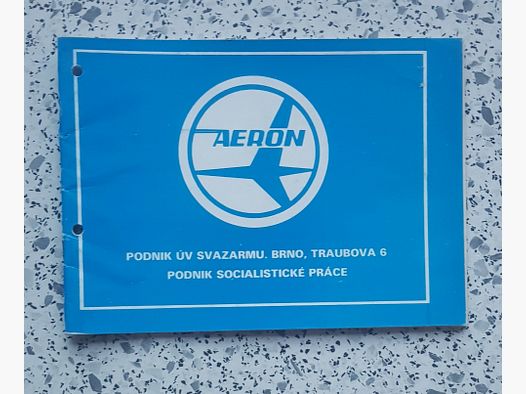 AERON
PODNIK ÚV SVAZARMU. BRNO, TRAUBOVA 6
PODNIK SOCIALISTICKÉ PRÁCE